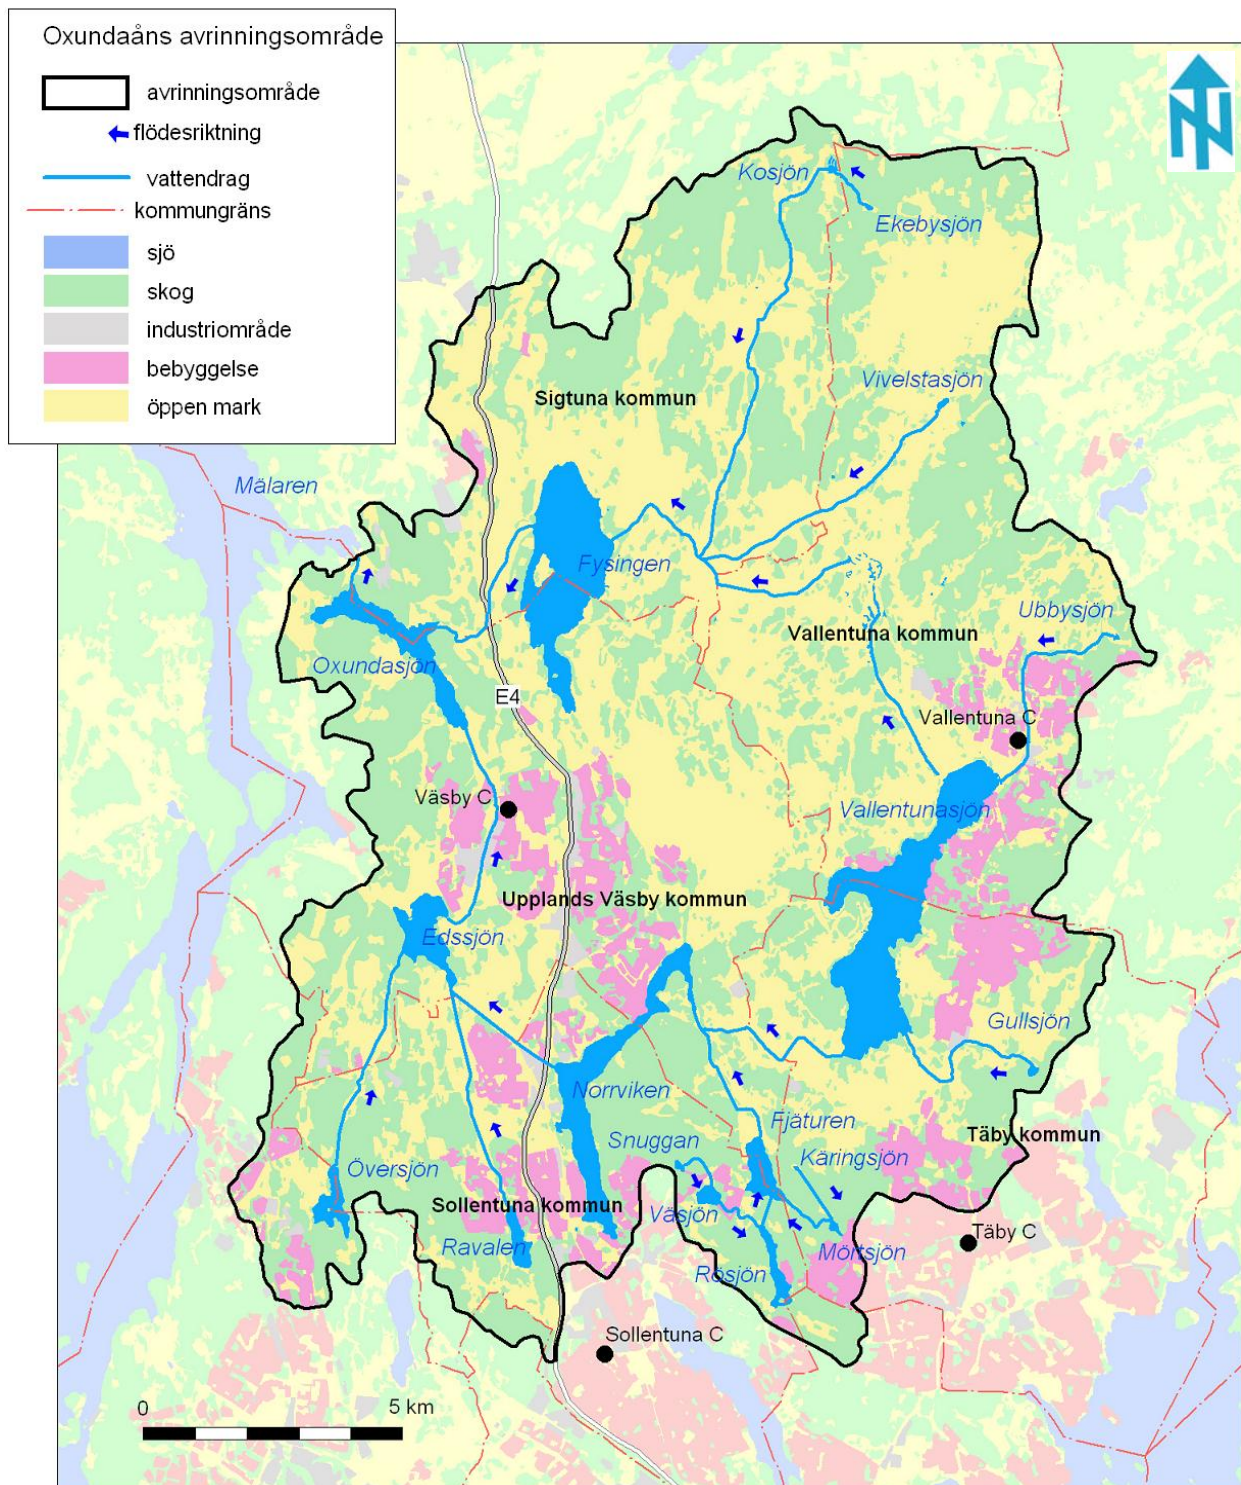 Oxundaåns avrinningsområde
avrinningsområde
flödesriktning
vattendrag
kommungräns
sjö
skog
industriområde
bebyggelse
öppen mark
N
Kosjön
Ekebysjön
Vivelstasjön
Sigtuna kommun
Mälaren
Fysingen
Ubbysjön
Vallentuna kommun
Oxundasjön
E4
Vallentuna C
Väsby C
Vallentunasjön
Upplands Väsby kommun
Edssjön
Gullsjön
Norrviken
Fjäturen
Snuggan
Täby kommun
Käringsjön
Översjön
Sollentuna kommun
Väsjön
Täby C
Ravalen
Mörtsjön
Rösjön
Sollentuna C
0 5 km